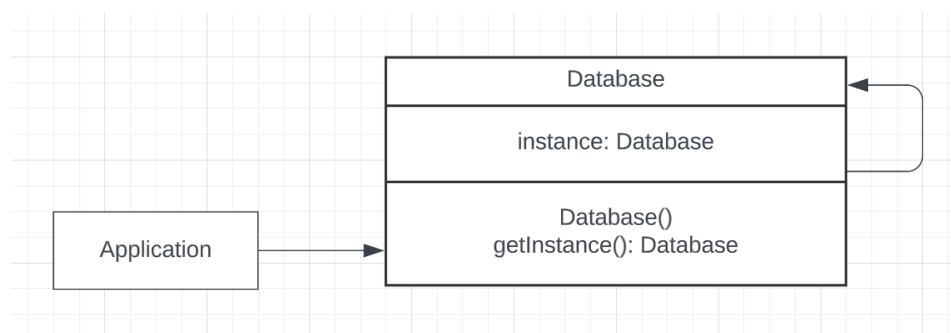 Database
instance: Database
Database()
getInstance(): Database
Application